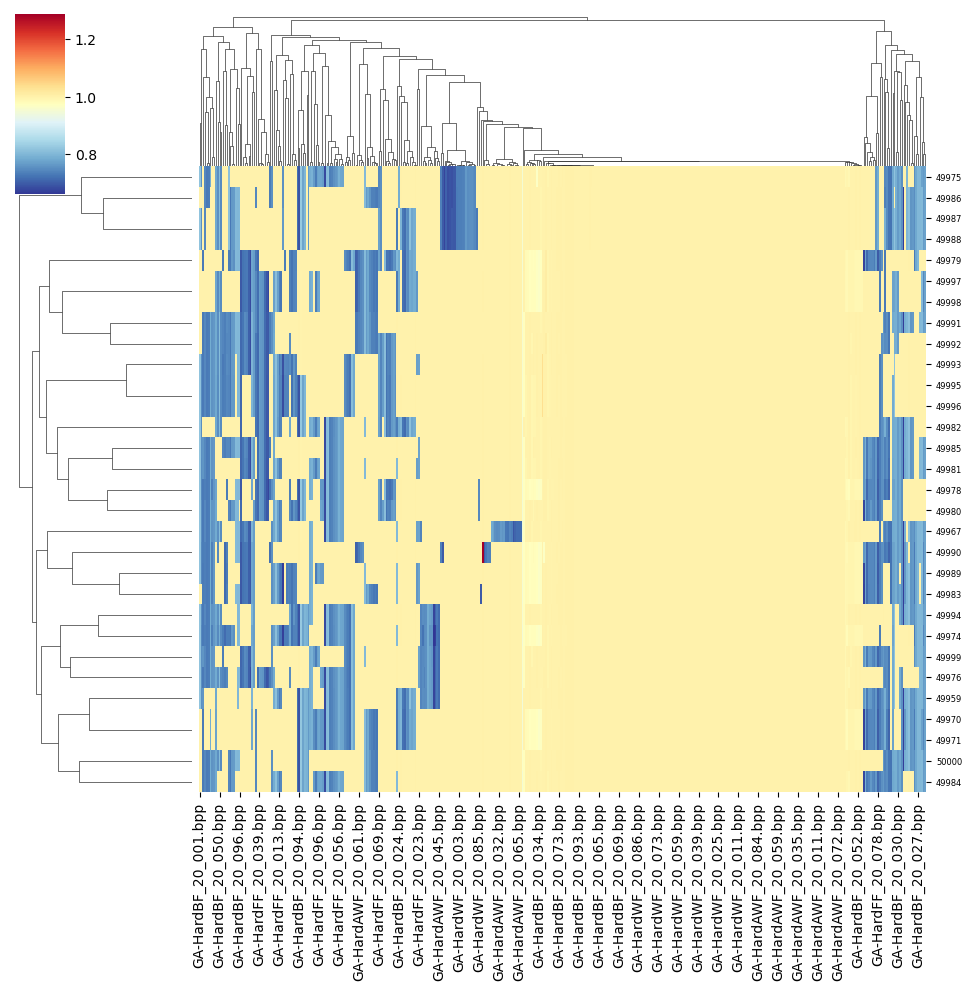 1.2
1.0
0.8
49975
49986
49987
49988
49979
49997
49998
49991
49992
49993
49995
49996
49982
49985
49981
49978
49980
49967
49990
49989
49983
49994
49974
49999
49976
49959
49970
49971
50000
49984
GA-HardBF_20_001.bpp
GA-HardBF_20_050.bpp
GA-HardBF_20_096.bpp
GA-HardFF_20_039.bpp
GA-HardFF_20_013.bpp
GA-HardBF_20_094.bpp
GA-HardFF_20_096.bpp
GA-HardFF_20_056.bpp
GA-HardAWF_20_061.bpp
GA-HardFF_20_069.bpp
GA-HardBF_20_024.bpp
GA-HardFF_20_023.bpp
GA-HardAWF_20_045.bpp
GA-HardWF_20_003.bpp
GA-HardWF_20_085.bpp
GA-HardAWF_20_032.bpp
GA-HardAWF_20_065.bpp
GA-HardBF_20_034.bpp
GA-HardBF_20_073.bpp
GA-HardBF_20_093.bpp
GA-HardBF_20_065.bpp
GA-HardBF_20_069.bpp
GA-HardWF_20_086.bpp
GA-HardWF_20_073.bpp
GA-HardWF_20_059.bpp
GA-HardWF_20_039.bpp
GA-HardWF_20_025.bpp
GA-HardWF_20_011.bpp
GA-HardAWF_20_084.bpp
GA-HardAWF_20_059.bpp
GA-HardAWF_20_035.bpp
GA-HardAWF_20_011.bpp
GA-HardAWF_20_072.bpp
GA-HardBF_20_052.bpp
GA-HardFF_20_078.bpp
GA-HardBF_20_030.bpp
GA-HardBF_20_027.bpp